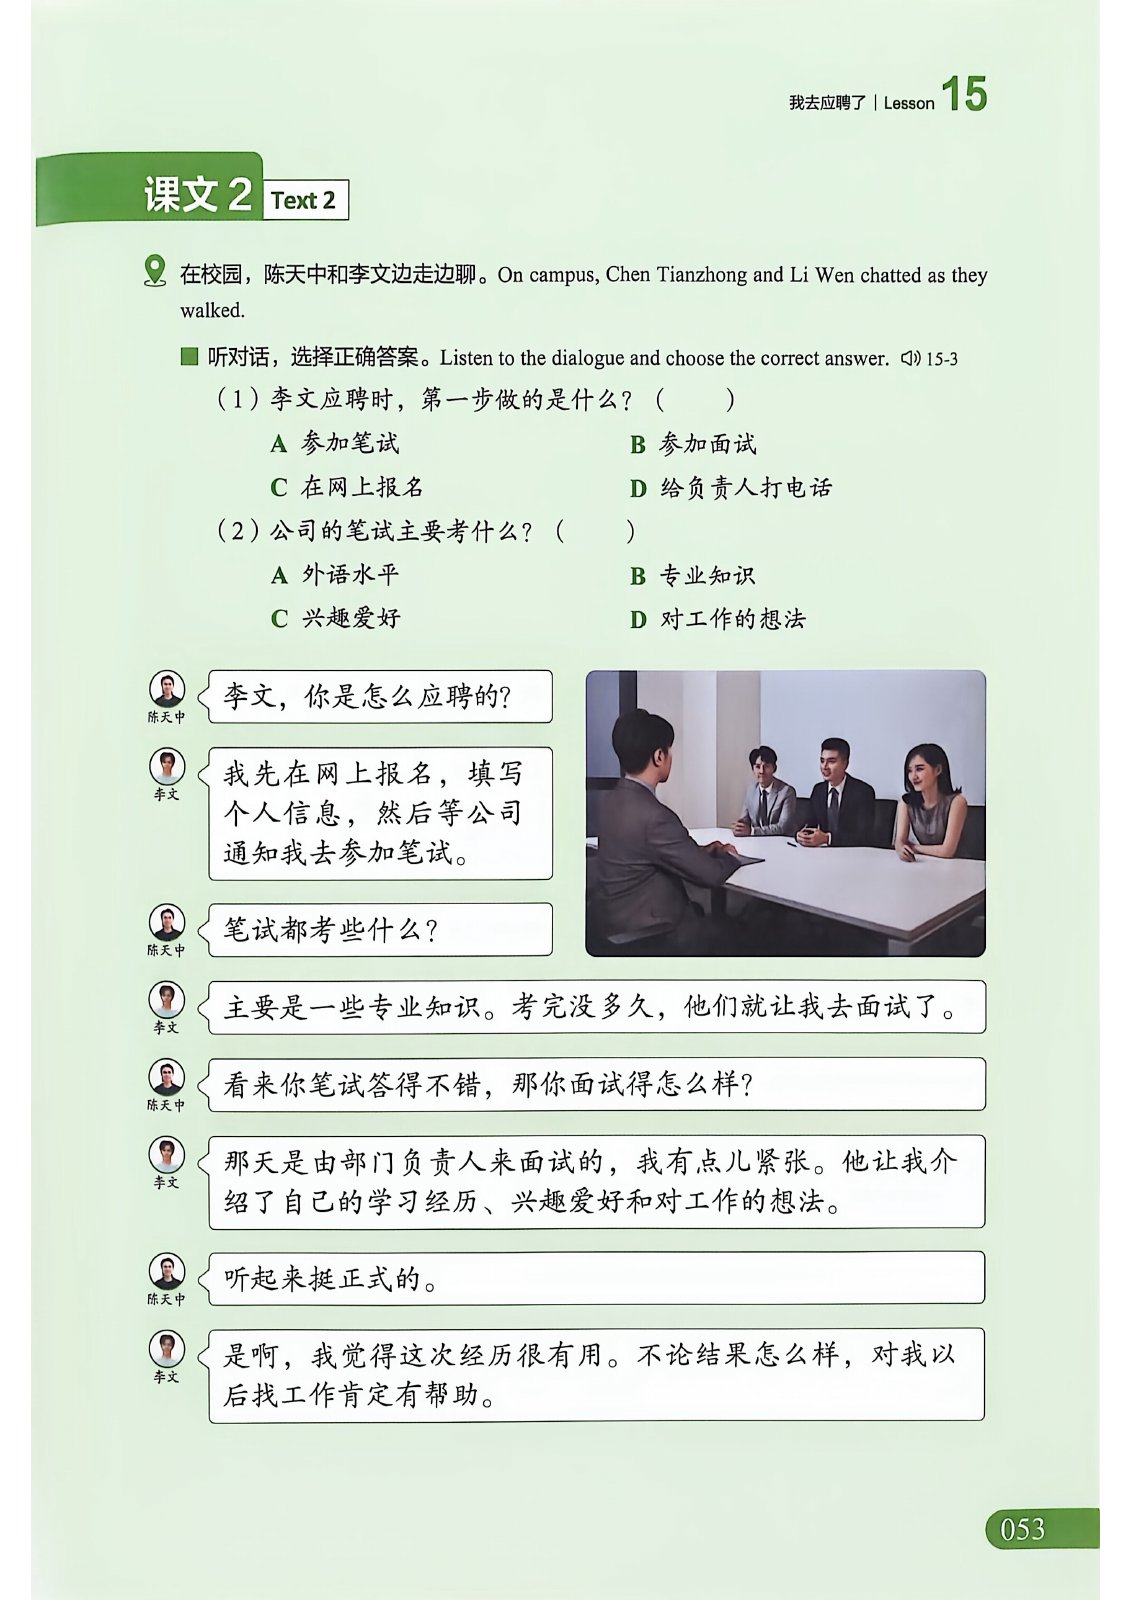 我去应聘了 | Lesson 15
课文 2 Text 2
在校园，陈天中和李文边走边聊。On campus, Chen Tianzhong and Li Wen chatted as they
walked.
听对话，选择正确答案。Listen to the dialogue and choose the correct answer. 15-3
（1）李文应聘时，第一步做的是什么？（　　）
A 参加笔试 B 参加面试
C 在网上报名 D 给负责人打电话
（2）公司的笔试主要考什么？（　　）
A 外语水平 B 专业知识
C 兴趣爱好 D 对工作的想法
陈天中
李文，你是怎么应聘的？
李文
我先在网上报名，填写
个人信息，然后等公司
通知我去参加笔试。
陈天中
笔试都考些什么？
李文
主要是一些专业知识。考完没多久，他们就让我去面试了。
陈天中
看来你笔试答得不错，那你面试得怎么样？
李文
那天是由部门负责人来面试的，我有点儿紧张。他让我介
绍了自己的学习经历、兴趣爱好和对工作的想法。
陈天中
听起来挺正式的。
李文
是啊，我觉得这次经历很有用。不论结果怎么样，对我以
后找工作肯定有帮助。
053